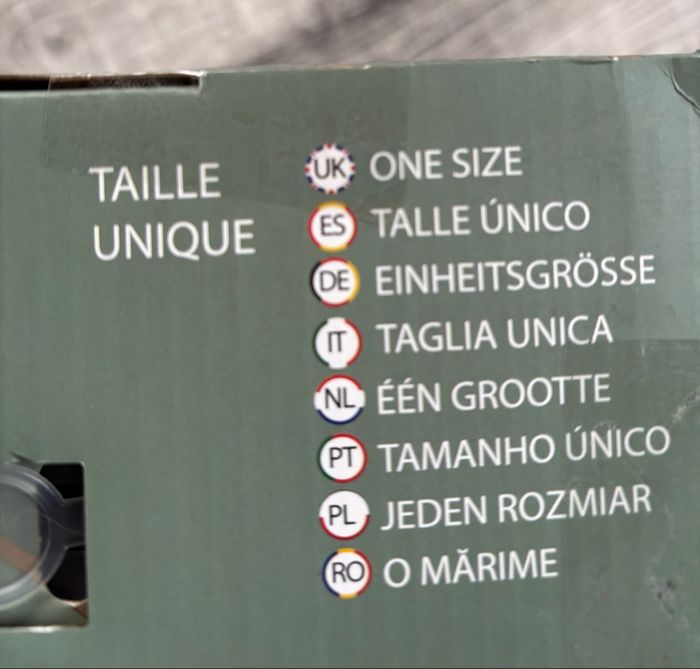 TAILLE
UNIQUE
UK ONE SIZE
ES TALLE ÚNICO
DE EINHEITSGRÖSSE
IT TAGLIA UNICA
NL ÉÉN GROOTTE
PT TAMANHO ÚNICO
PL JEDEN ROZMIAR
RO O MĂRIME